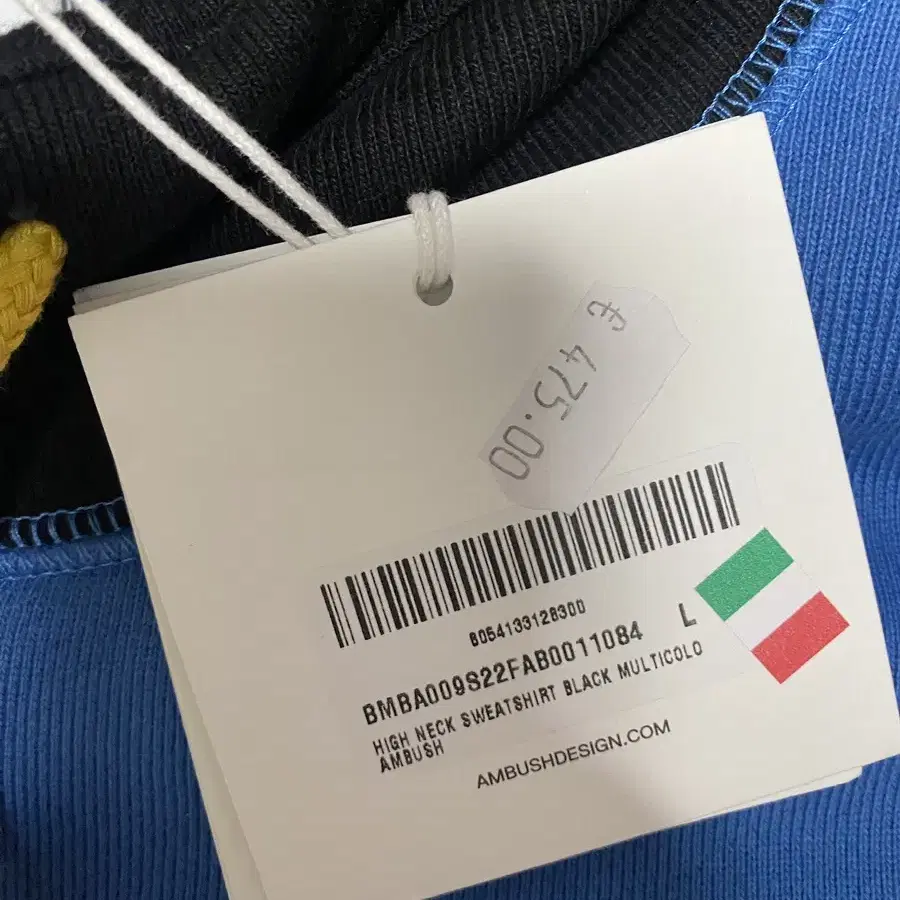 € 475.00
8054133128300
BMBA009S22FAB0011084 L
HIGH NECK SWEATSHIRT BLACK MULTICOLO
AMBUSH
AMBUSHDESIGN.COM